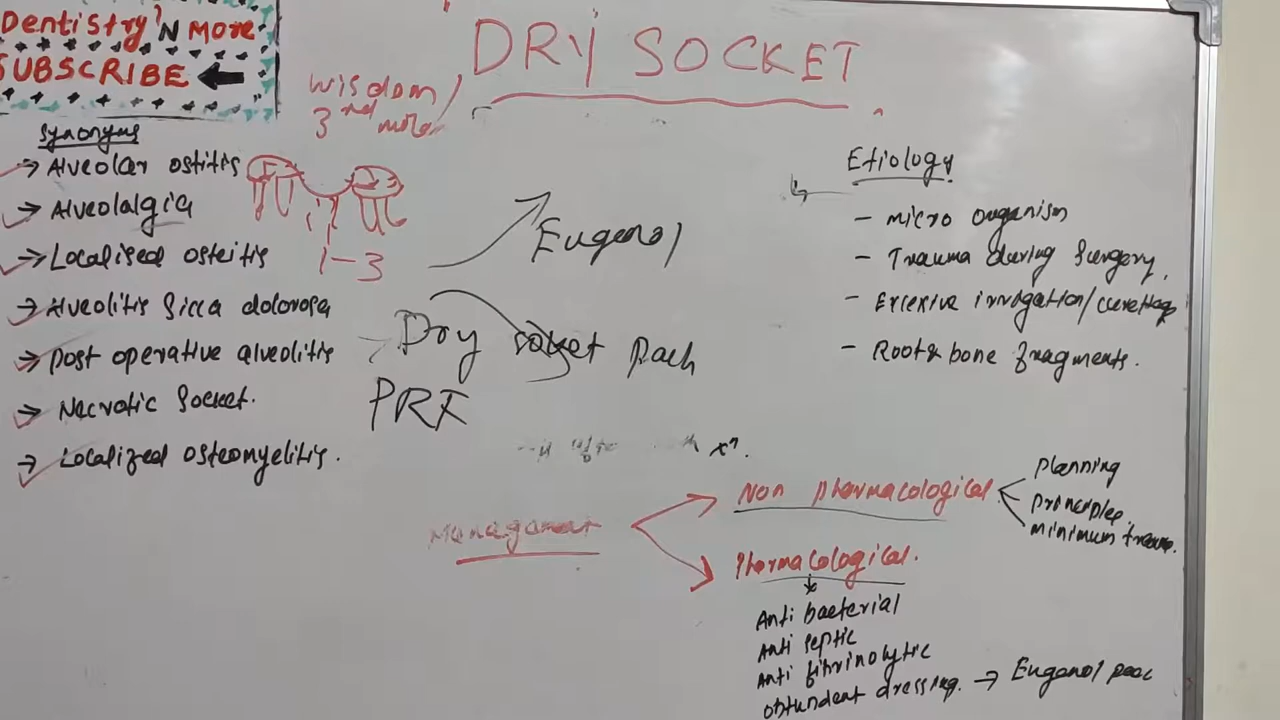 Dentistry 'N more
SUBSCRIBE
DRY SOCKET
wisdom/
3rd molar
Synonyms
→ Alveolar ostitis
→ Alveolalgia
→ Localised osteitis
→ Alveolitis Sicca dolorosa
→ Post operative alveolitis
→ Necrotic Socket.
→ Localized osteomyelitis.
1-3
Eugenol
Dry socket pack
PRF
Etiology
- Micro organism
- Trauma during Surgery,
- Excessive irrigation/curettage
- Root & bone fragments.
xn.
Management
Non pharmacological
Planning
Principles
minimum trauma.
Pharmacological.
Anti bacterial
Anti septic
Anti fibrinolytic
obtundent dressing. → Eugenol pack